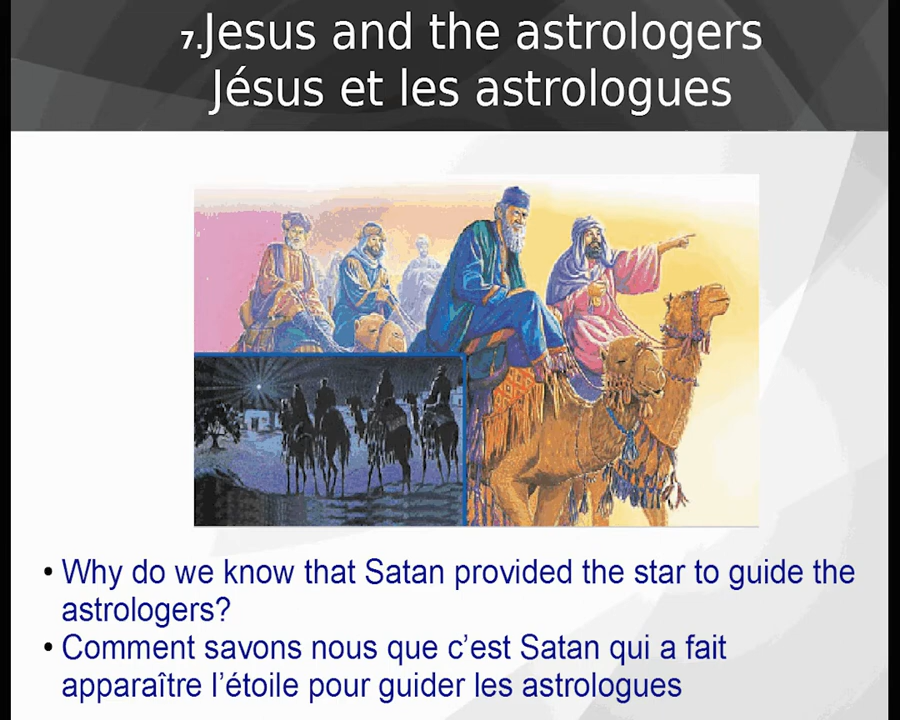 7.Jesus and the astrologers
Jésus et les astrologues
• Why do we know that Satan provided the star to guide the
astrologers?
• Comment savons nous que c’est Satan qui a fait
apparaître l’étoile pour guider les astrologues